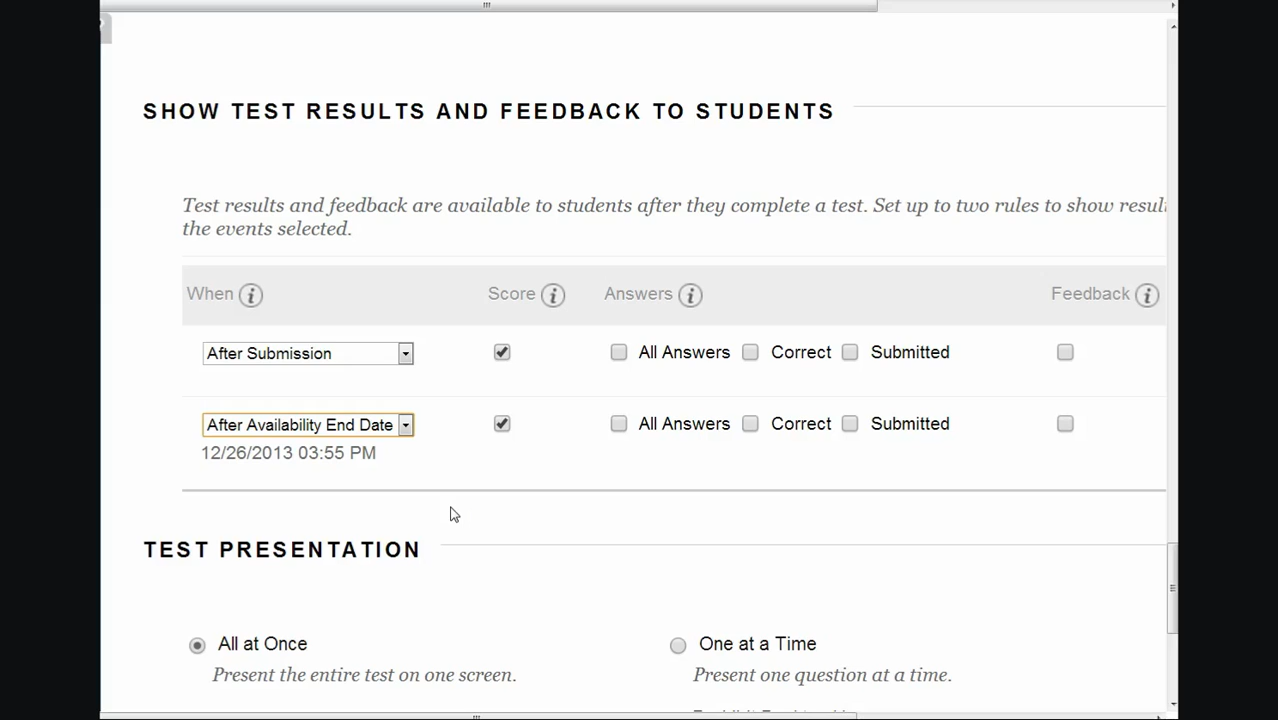 SHOW TEST RESULTS AND FEEDBACK TO STUDENTS
Test results and feedback are available to students after they complete a test. Set up to two rules to show
the events selected.
When Score Answers Feedback
After Submission All Answers Correct Submitted
After Availability End Date All Answers Correct Submitted
12/26/2013 03:55 PM
TEST PRESENTATION
All at Once One at a Time
Present the entire test on one screen. Present one question at a time.